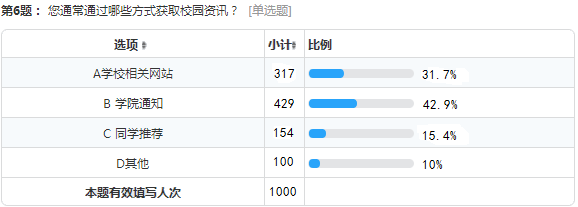 第6题： 您通常通过哪些方式获取校园资讯？ [单选题]
选项 小计 比例
A学校相关网站 317 31.7%
B 学院通知 429 42.9%
C 同学推荐 154 15.4%
D其他 100 10%
本题有效填写人次 1000